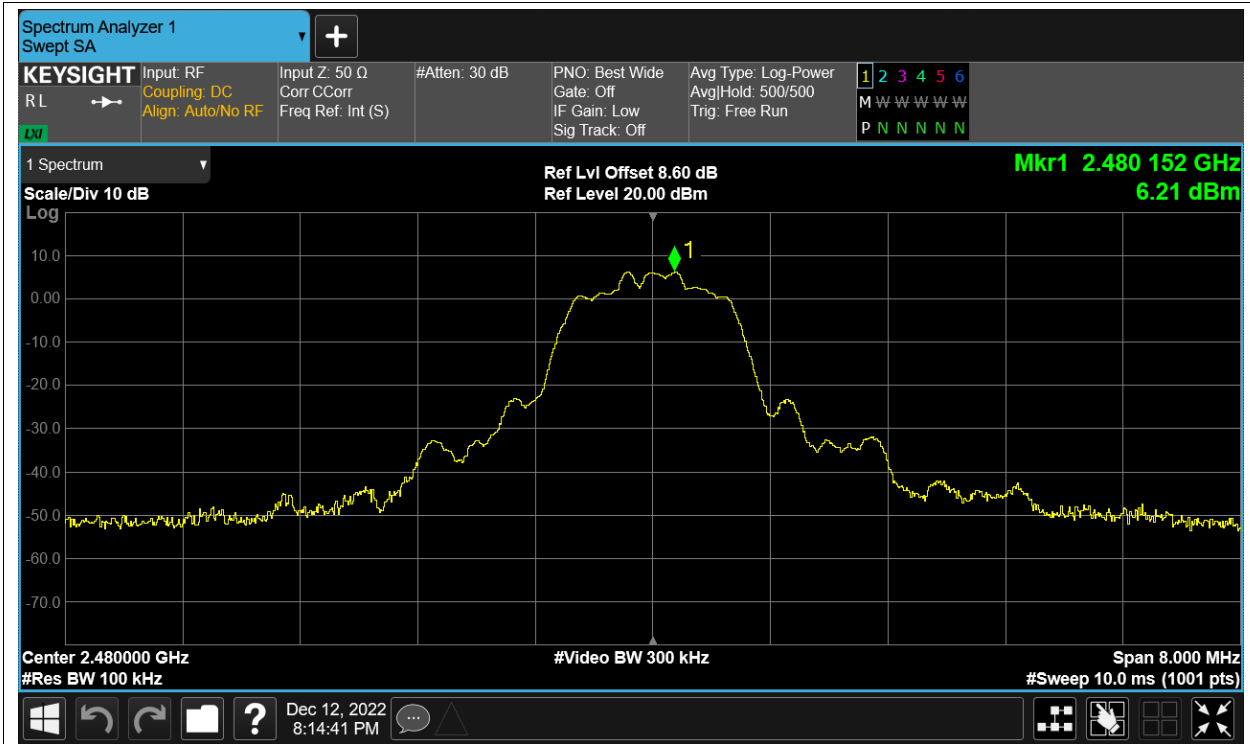 Spectrum Analyzer 1
Swept SA
KEYSIGHT
R L
LXI
Input: RF
Coupling: DC
Align: Auto/No RF
Input Z: 50 Ω
Corr CCorr
Freq Ref: Int (S)
#Atten: 30 dB
PNO: Best Wide
Gate: Off
IF Gain: Low
Sig Track: Off
Avg Type: Log-Power
Avg|Hold: 500/500
Trig: Free Run
1 2 3 4 5 6
M W W W W W
P N N N N N
1 Spectrum
Scale/Div 10 dB
Ref Lvl Offset 8.60 dB
Ref Level 20.00 dBm
Mkr1 2.480 152 GHz
6.21 dBm
Log
1
10.0
0.00
-10.0
-20.0
-30.0
-40.0
-50.0
-60.0
-70.0
Center 2.480000 GHz
#Video BW 300 kHz
Span 8.000 MHz
#Res BW 100 kHz
#Sweep 10.0 ms (1001 pts)
?
Dec 12, 2022
8:14:41 PM